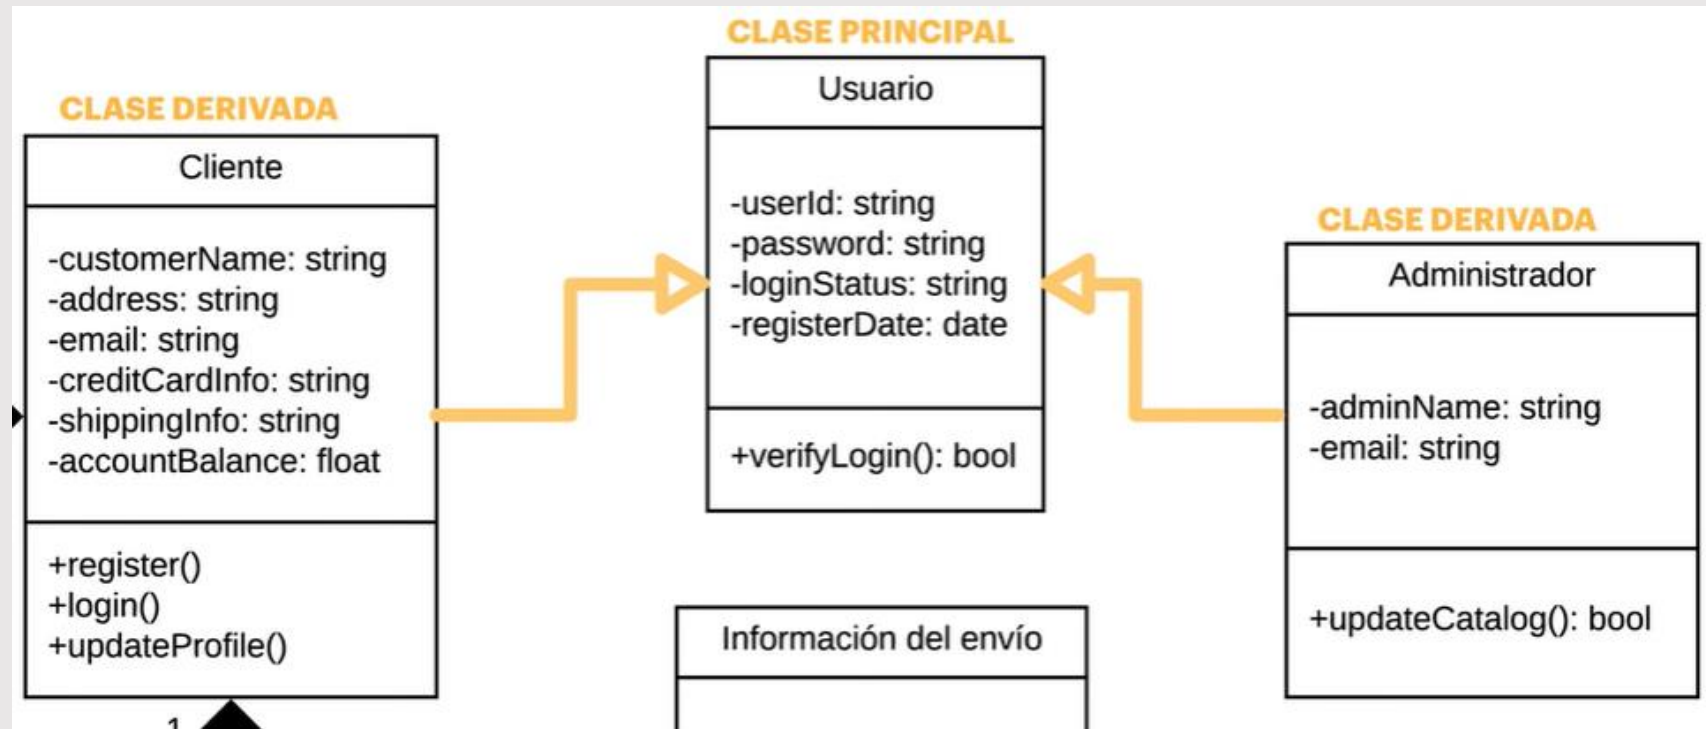 CLASE PRINCIPAL
Usuario
-userId: string
-password: string
-loginStatus: string
-registerDate: date
+verifyLogin(): bool
CLASE DERIVADA
Cliente
-customerName: string
-address: string
-email: string
-creditCardInfo: string
-shippingInfo: string
-accountBalance: float
+register()
+login()
+updateProfile()
1
CLASE DERIVADA
Administrador
-adminName: string
-email: string
+updateCatalog(): bool
Información del envío